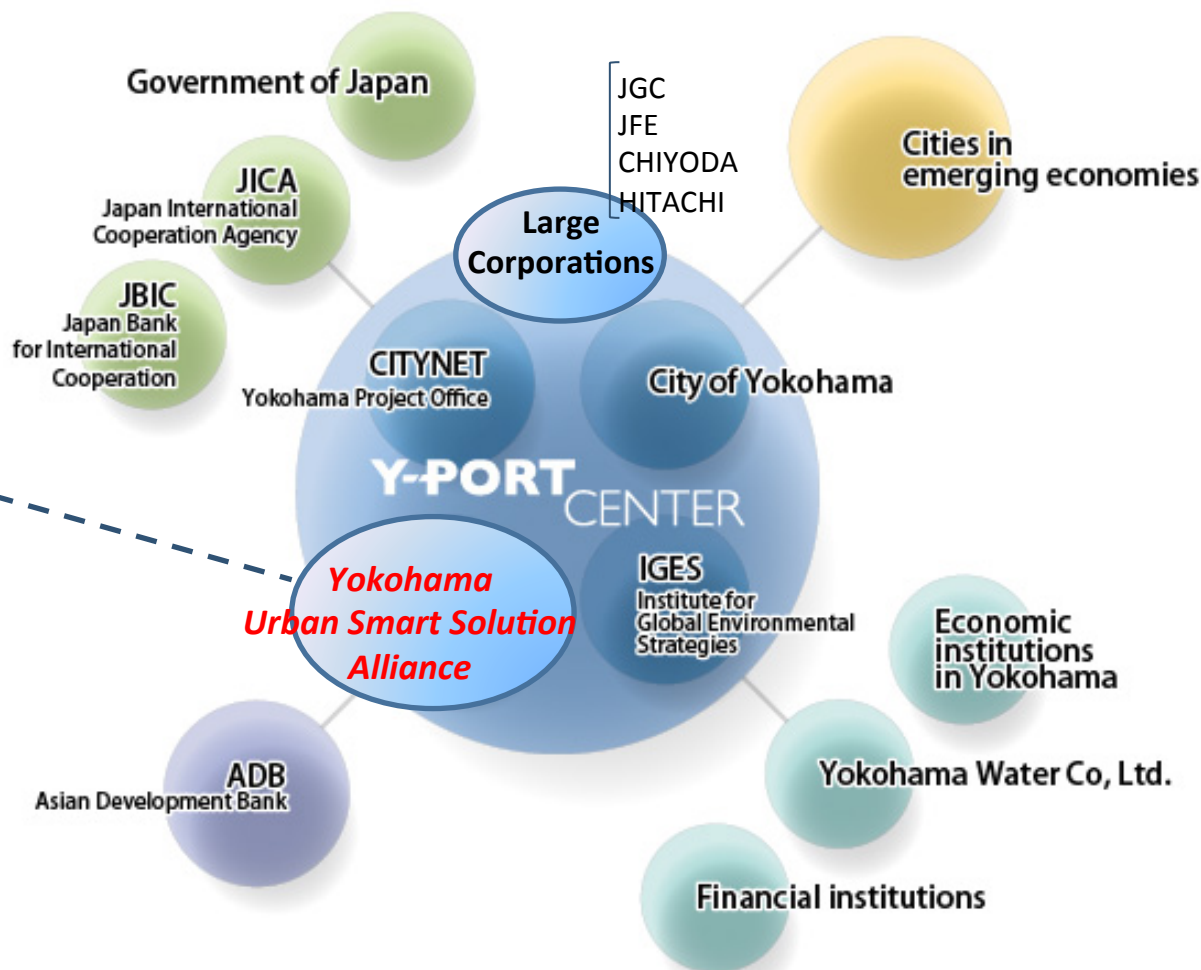 Government of Japan
JICA
Japan International
Cooperation Agency
JBIC
Japan Bank
for International
Cooperation
JGC
JFE
CHIYODA
HITACHI
Large
Corporations
Cities in
emerging economies
CITYNET
Yokohama Project Office
City of Yokohama
Y-PORT
CENTER
Yokohama
Urban Smart Solution
Alliance
IGES
Institute for
Global Environmental
Strategies
Economic
institutions
in Yokohama
Yokohama Water Co, Ltd.
Financial institutions
ADB
Asian Development Bank